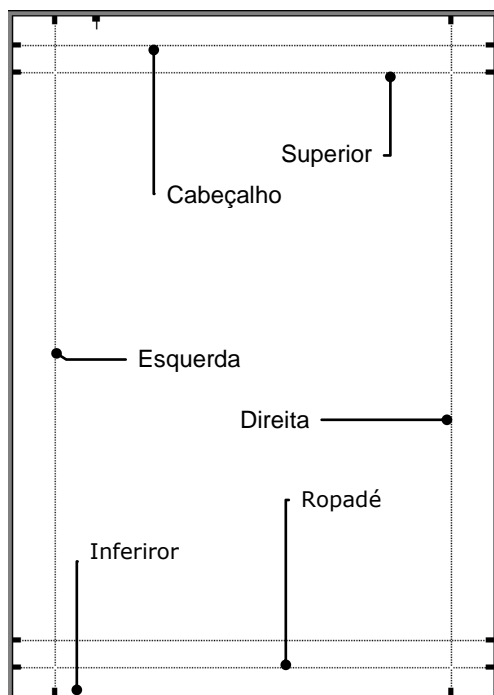 Superior
Cabeçalho
Esquerda
Direita
Ropadé
Inferiror